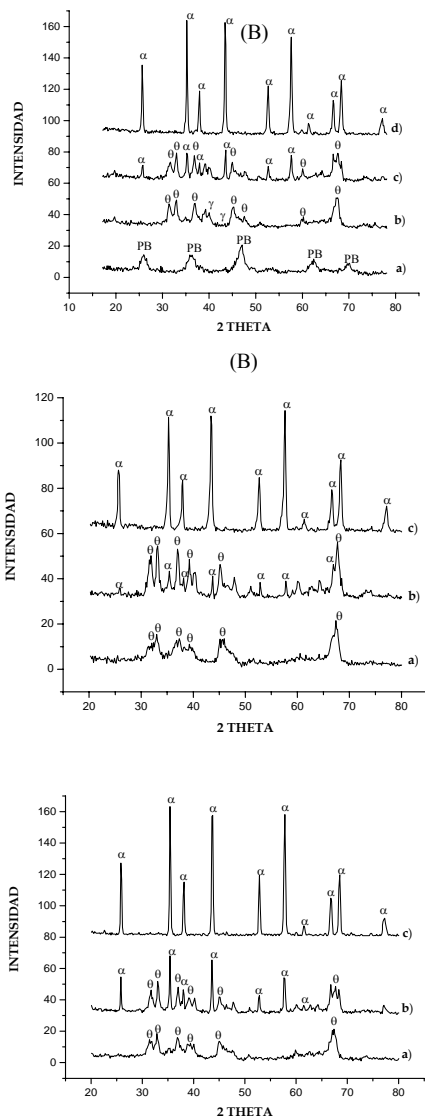 (B)
160
140
120
100
80
60
40
20
0
INTENSIDAD
α α α α α α α α α α
d)
α θ θ α θ α α θ α α θ θ
c)
θ θ θ γ γ θ θ θ θ
b)
PB PB PB PB PB
a)
10 20 30 40 50 60 70 80
2 THETA
(B)
120
100
80
60
40
20
0
INTENSIDAD
α α α α α α α α α α
c)
α θ θ α θ α θ α θ α α α θ
b)
θ θ θ θ θ θ
a)
20 30 40 50 60 70 80
2 THETA
160
140
120
100
80
60
40
20
0
INTENSIDAD
α α α α α α α α α α
c)
α θ θ α θ α θ α θ α α α α θ
b)
θ θ θ θ θ θ
a)
20 30 40 50 60 70 80
2 THETA